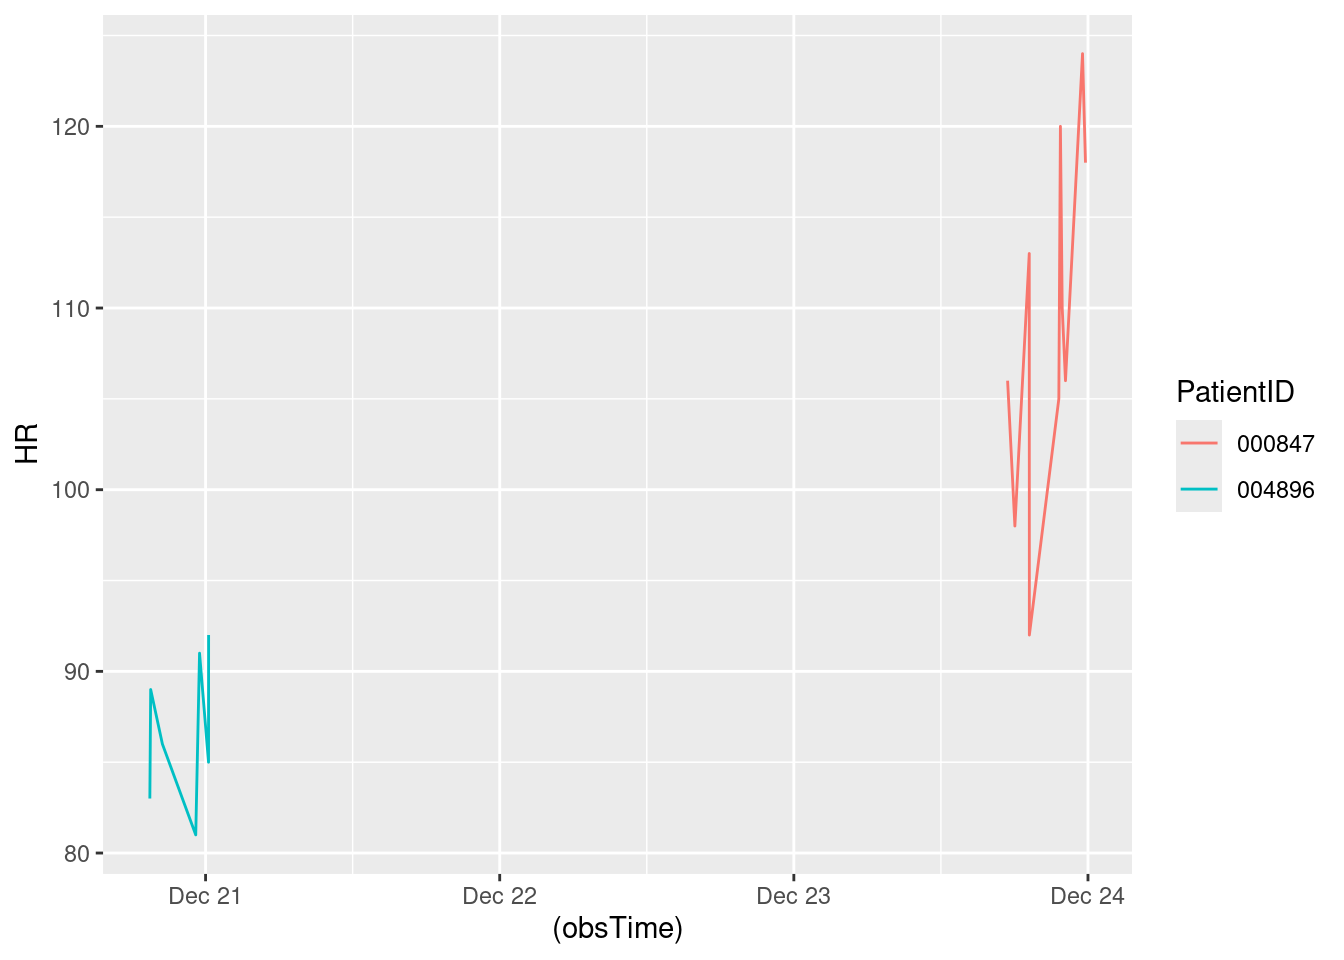 HR
120
110
100
90
80
Dec 21
Dec 22
Dec 23
Dec 24
(obsTime)
PatientID
000847
004896